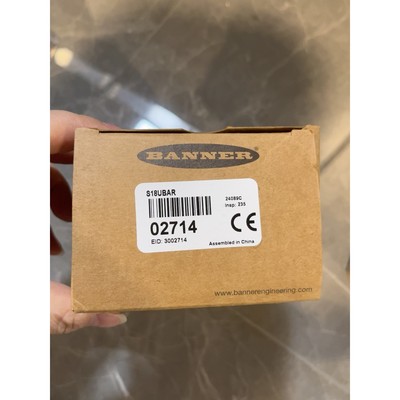 BANNER
S18UBAR
24089C
Insp: 235
02714
EID: 3002714
CE
Assembled in China
www.bannerengineering.com